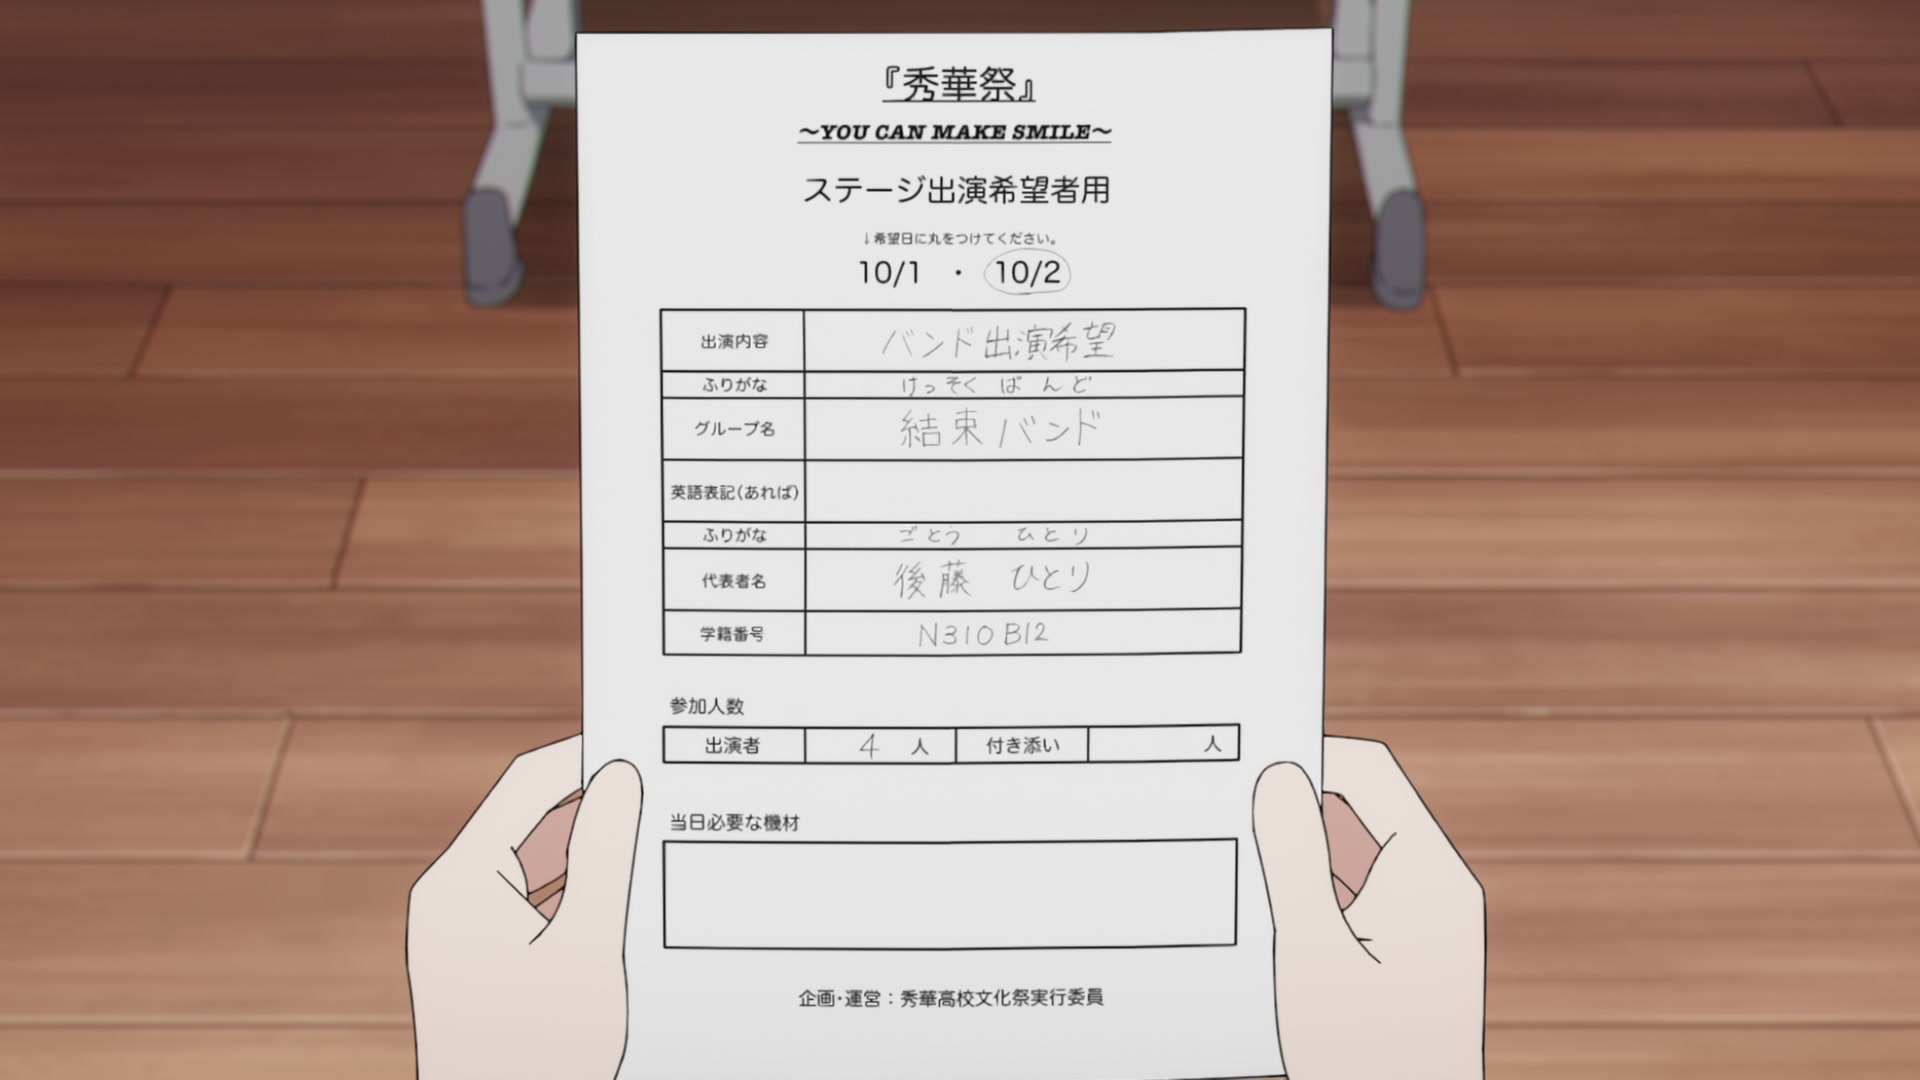 『秀華祭』
～YOU CAN MAKE SMILE～
ステージ出演希望者用
↓希望日に丸をつけてください。
10/1 ・ 10/2
出演内容 バンド出演希望
ふりがな けっそく ばんど
グループ名 結束バンド
英語表記(あれば)
ふりがな ごとう ひとり
代表者名 後藤 ひとり
学籍番号 N310B12
参加人数
出演者 4 人 付き添い 人
当日必要な機材
企画・運営：秀華高校文化祭実行委員